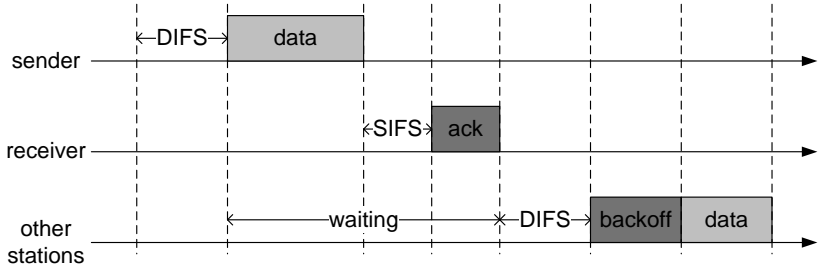 DIFS data
sender
SIFS ack
receiver
waiting DIFS backoff data
other
stations